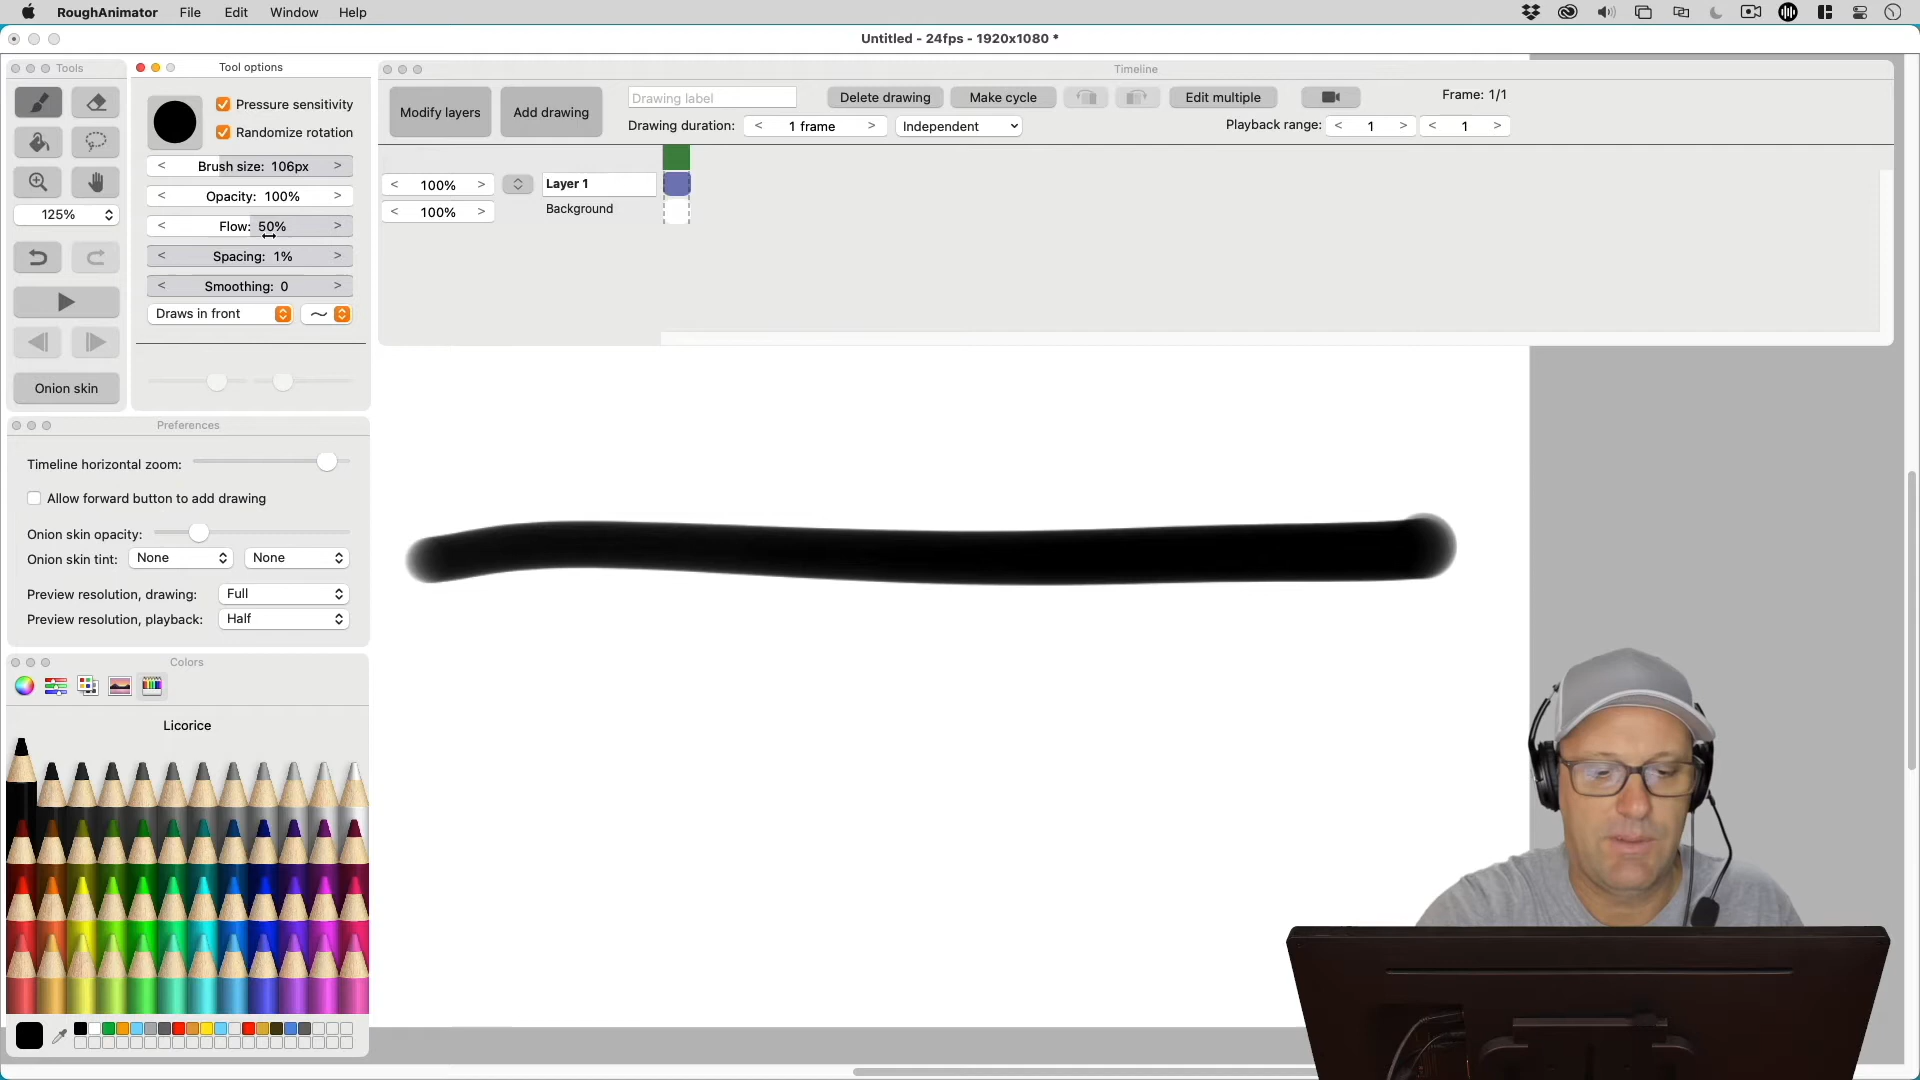 RoughAnimator File Edit Window Help
Untitled - 24fps - 1920x1080 *
Tools
Tool options
Timeline
Pressure sensitivity
Randomize rotation
Brush size: 106px
Opacity: 100%
Flow: 50%
Spacing: 1%
Smoothing: 0
Draws in front
125%
Onion skin
Modify layers
Add drawing
Drawing label
Delete drawing
Make cycle
Edit multiple
Frame: 1/1
Drawing duration: < 1 frame > Independent
Playback range: < 1 > < 1 >
< 100% > Layer 1
< 100% > Background
Preferences
Timeline horizontal zoom:
Allow forward button to add drawing
Onion skin opacity:
Onion skin tint: None None
Preview resolution, drawing: Full
Preview resolution, playback: Half
Colors
Licorice